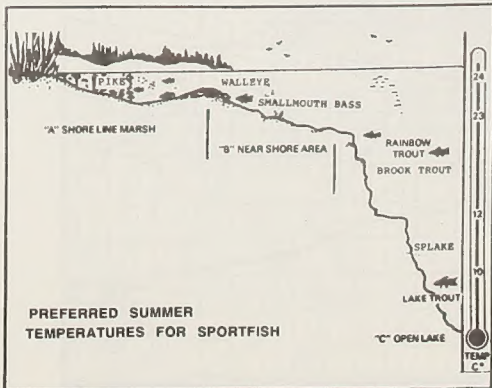 PIKE
WALLEYE
SMALLMOUTH BASS
"A" SHORE LINE MARSH
"B" NEAR SHORE AREA
RAINBOW
TROUT
BROOK TROUT
SPLAKE
LAKE TROUT
"C" OPEN LAKE
24
23
12
10
TEMP
C°
PREFERRED SUMMER
TEMPERATURES FOR SPORTFISH